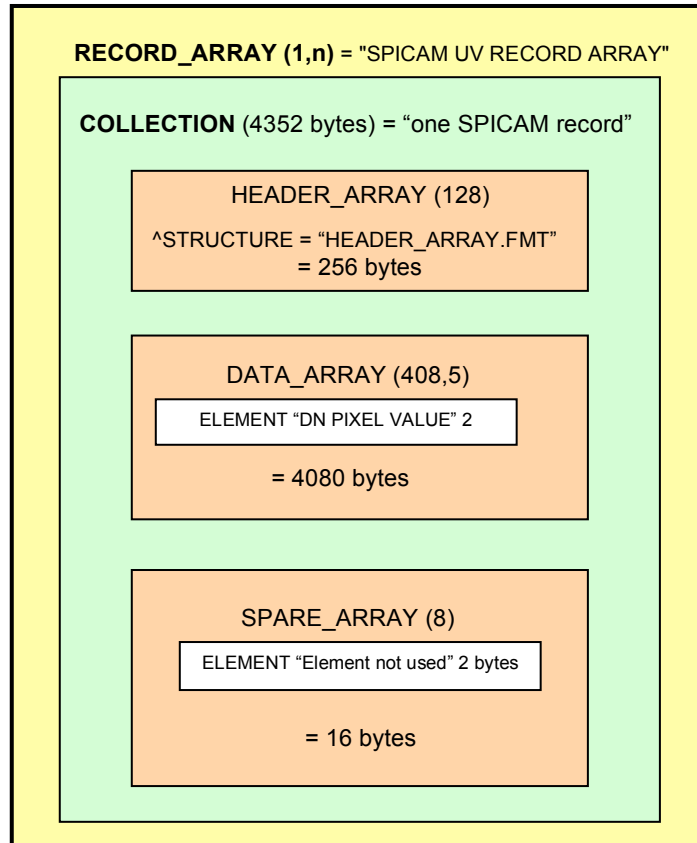 RECORD_ARRAY (1,n) = "SPICAM UV RECORD ARRAY"
COLLECTION (4352 bytes) = “one SPICAM record”
HEADER_ARRAY (128)
^STRUCTURE = “HEADER_ARRAY.FMT”
= 256 bytes
DATA_ARRAY (408,5)
ELEMENT “DN PIXEL VALUE” 2
= 4080 bytes
SPARE_ARRAY (8)
ELEMENT “Element not used” 2 bytes
= 16 bytes